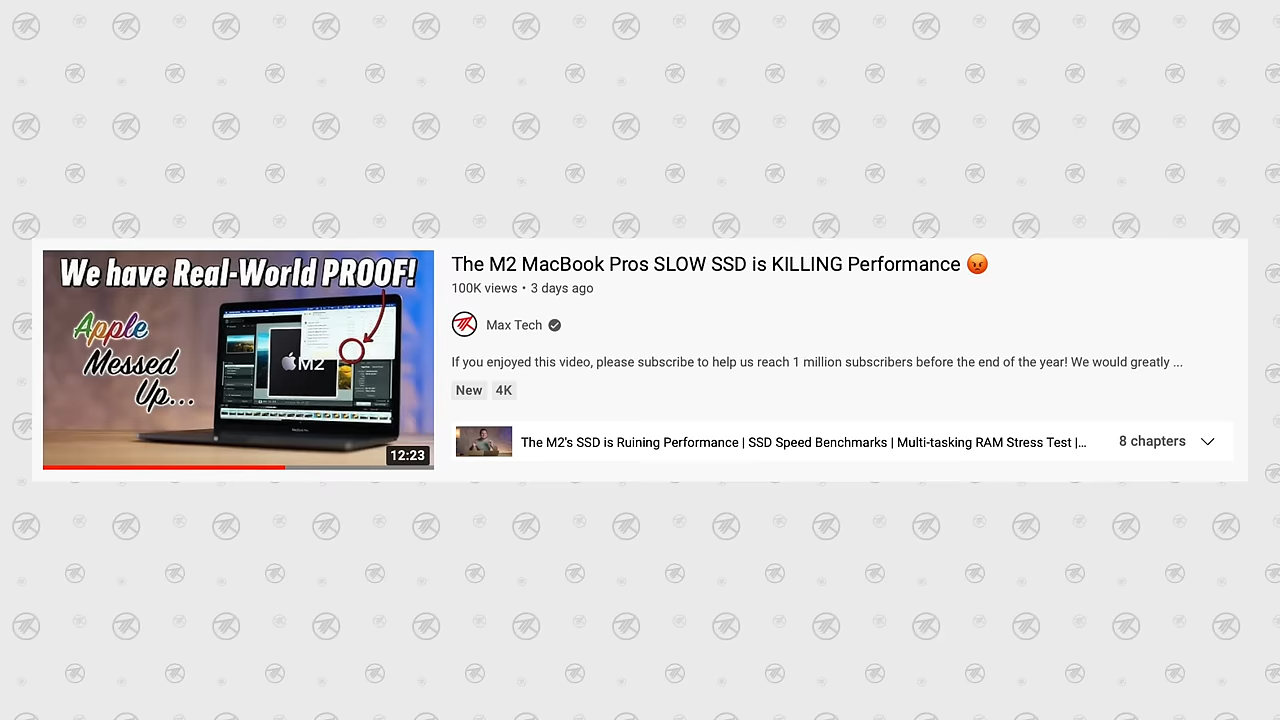 We have Real-World PROOF!
Apple
Messed
Up...
M2
12:23
The M2 MacBook Pros SLOW SSD is KILLING Performance 😡
100K views • 3 days ago
Max Tech
If you enjoyed this video, please subscribe to help us reach 1 million subscribers before the end of the year! We would greatly ...
New 4K
The M2's SSD is Ruining Performance | SSD Speed Benchmarks | Multi-tasking RAM Stress Test |...
8 chapters